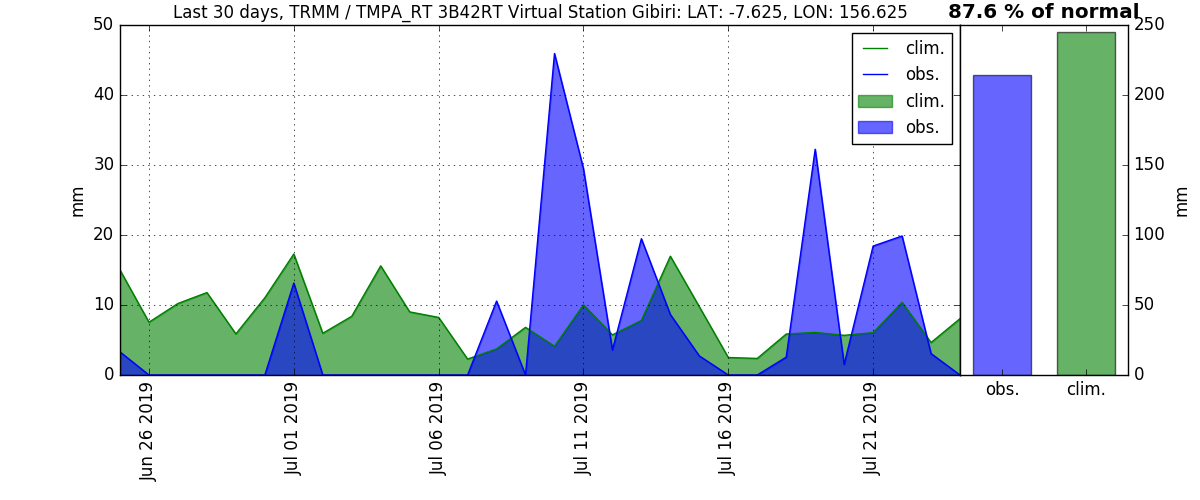 Last 30 days, TRMM / TMPA_RT 3B42RT Virtual Station Gibiri: LAT: -7.625, LON: 156.625
87.6 % of normal
50
40
30
20
10
0
mm
clim.
obs.
clim.
obs.
Jun 26 2019
Jul 01 2019
Jul 06 2019
Jul 11 2019
Jul 16 2019
Jul 21 2019
250
200
150
100
50
0
mm
obs.
clim.